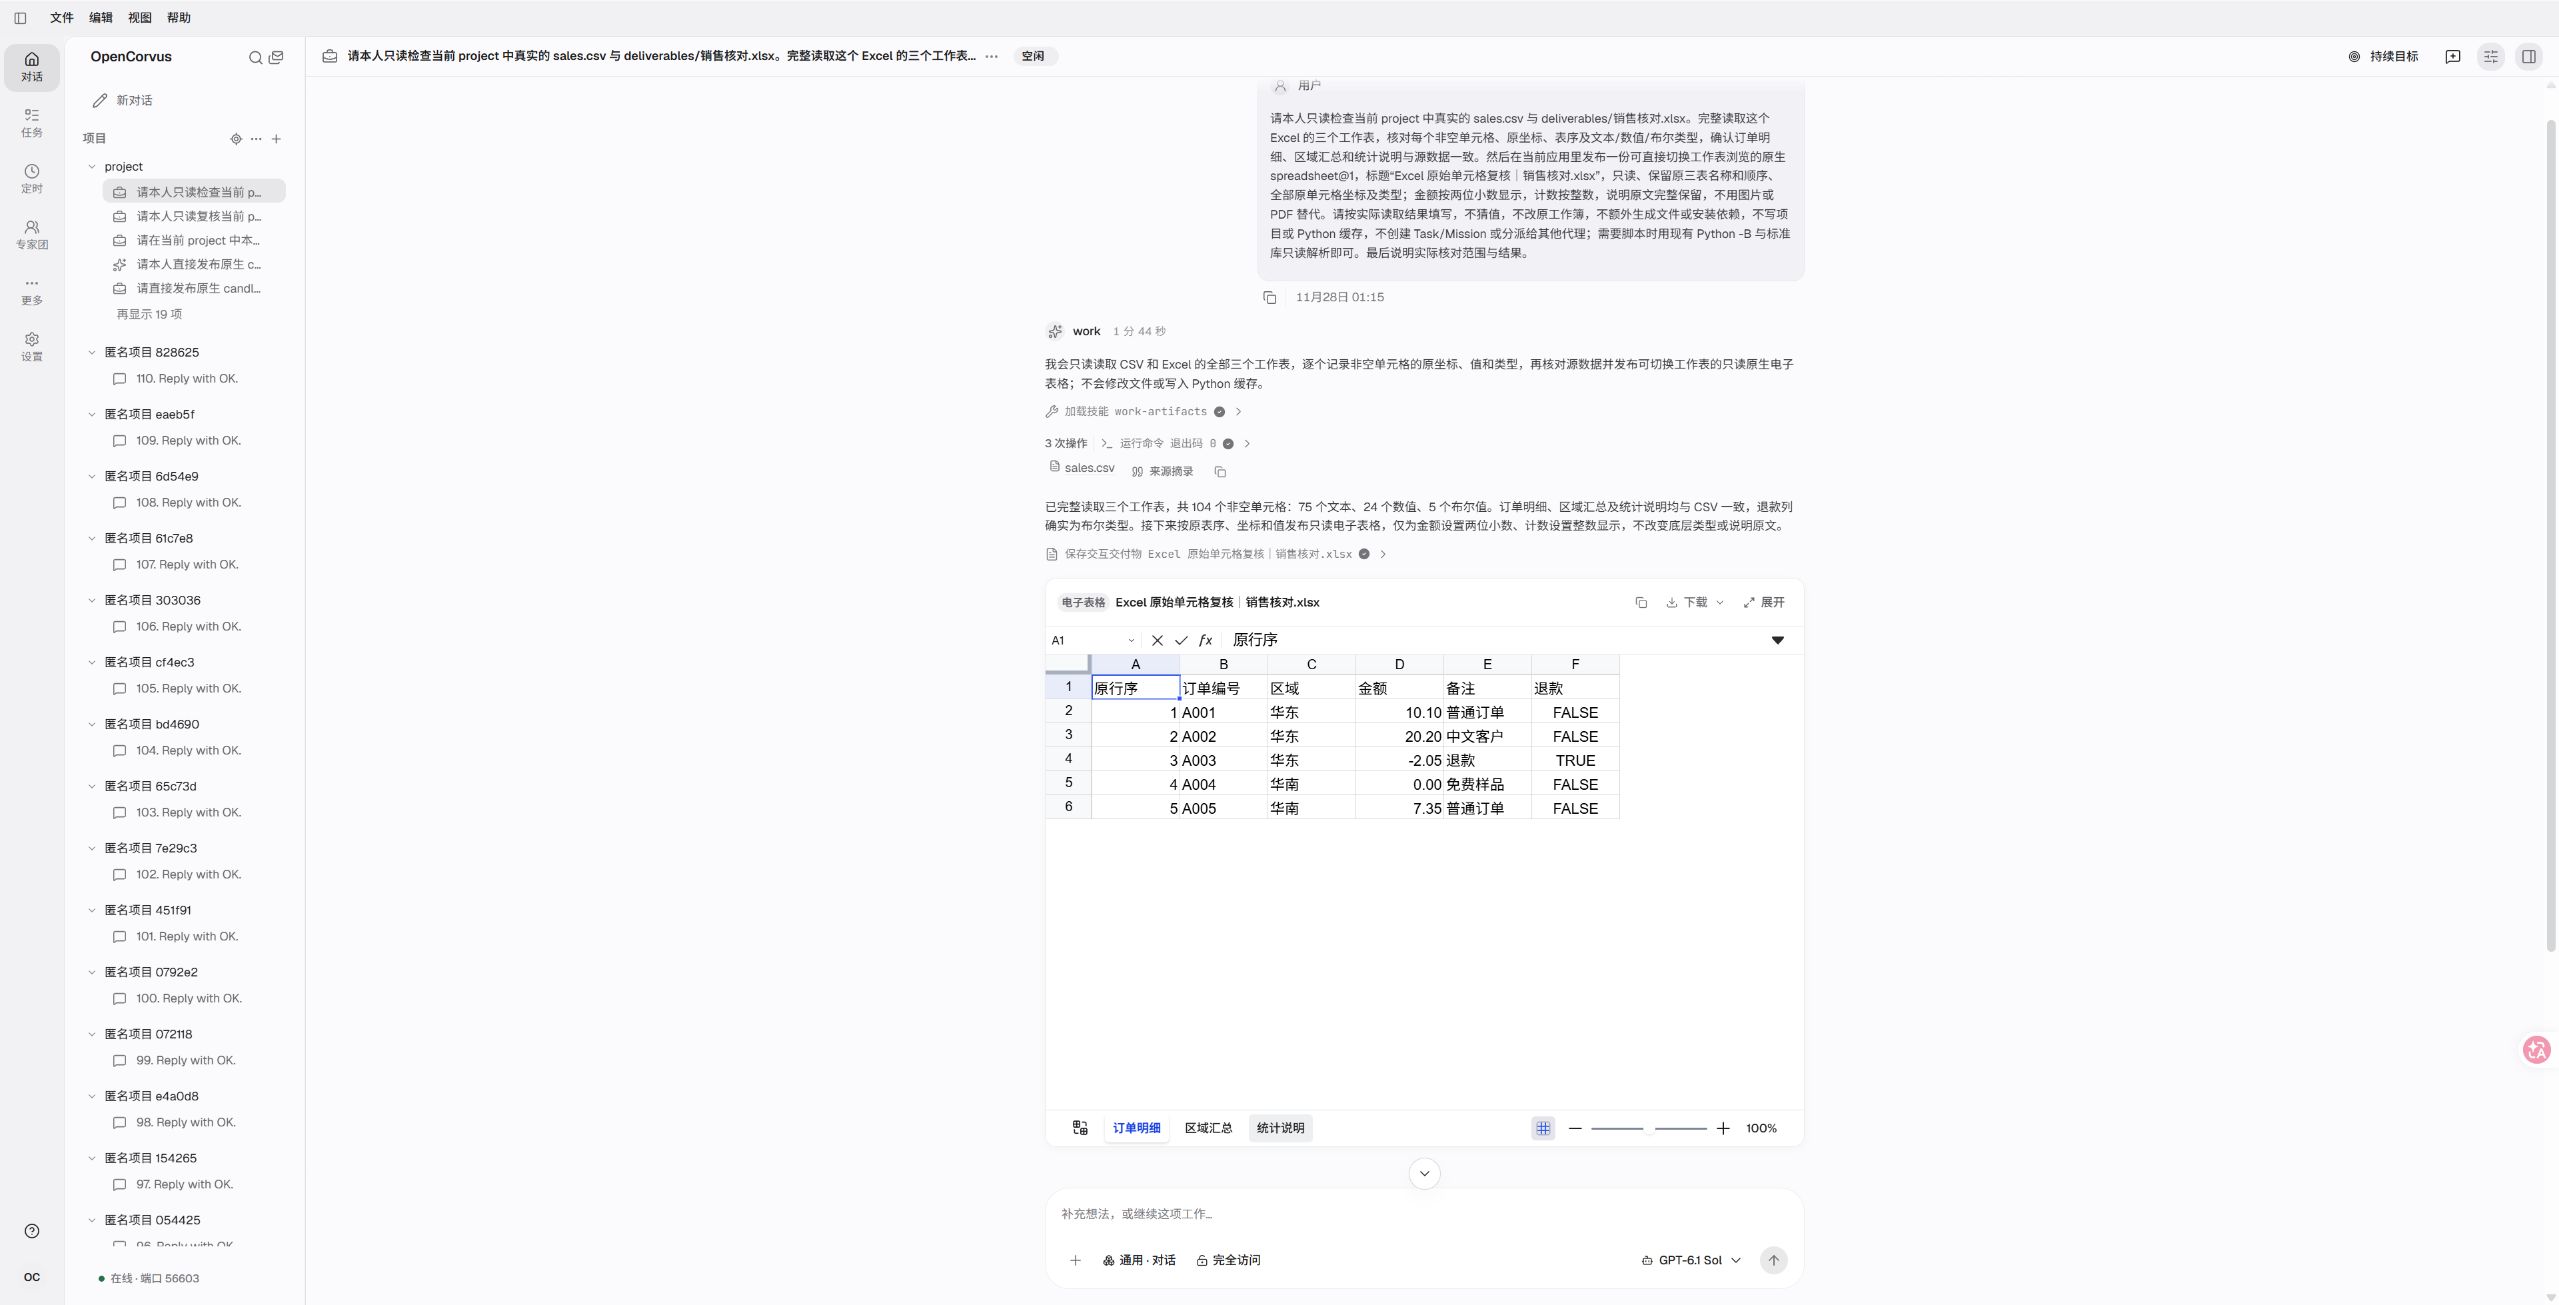 文件 编辑 视图 帮助
对话
任务
定时
专家团
更多
设置
OC
OpenCorvus
新对话
项目
project
请本人只读检查当前 p...
请本人只读复核当前 p...
请在当前 project 中本...
请本人直接发布原生 c...
请直接发布原生 candl...
再显示 19 项
匿名项目 828625
110. Reply with OK.
匿名项目 eaeb5f
109. Reply with OK.
匿名项目 6d54e9
108. Reply with OK.
匿名项目 61c7e8
107. Reply with OK.
匿名项目 303036
106. Reply with OK.
匿名项目 cf4ec3
105. Reply with OK.
匿名项目 bd4690
104. Reply with OK.
匿名项目 65c73d
103. Reply with OK.
匿名项目 7e29c3
102. Reply with OK.
匿名项目 451f91
101. Reply with OK.
匿名项目 0792e2
100. Reply with OK.
匿名项目 072118
99. Reply with OK.
匿名项目 e4a0d8
98. Reply with OK.
匿名项目 154265
97. Reply with OK.
匿名项目 054425
96. Reply with OK.
在线 · 端口 56603
请本人只读检查当前 project 中真实的 sales.csv 与 deliverables/销售核对.xlsx。完整读取这个 Excel 的三个工作表... ··· 空闲
持续目标
用户
请本人只读检查当前 project 中真实的 sales.csv 与 deliverables/销售核对.xlsx。完整读取这个
Excel 的三个工作表，核对每个非空单元格、原坐标、表序及文本/数值/布尔类型，确认订单明
细、区域汇总和统计说明与源数据一致。然后在当前应用里发布一份可直接切换工作表浏览的原生
spreadsheet@1，标题“Excel 原始单元格复核｜销售核对.xlsx”，只读、保留原三表名称和顺序、
全部原单元格坐标及类型；金额按两位小数显示，计数按整数，说明原文完整保留，不用图片或
PDF 替代。请按实际读取结果填写，不猜值，不改原工作簿，不额外生成文件或安装依赖，不写项
目或 Python 缓存，不创建 Task/Mission 或分派给其他代理；需要脚本时用现有 Python -B 与标准
库只读解析即可。最后说明实际核对范围与结果。
11月28日 01:15
work 1 分 44 秒
我会只读读取 CSV 和 Excel 的全部三个工作表，逐个记录非空单元格的原坐标、值和类型，再核对源数据并发布可切换工作表的只读原生电子
表格；不会修改文件或写入 Python 缓存。
加载技能 work-artifacts
3 次操作 运行命令 退出码 0
sales.csv 来源摘录
已完整读取三个工作表，共 104 个非空单元格：75 个文本、24 个数值、5 个布尔值。订单明细、区域汇总及统计说明均与 CSV 一致，退款列
确实为布尔类型。接下来按原表序、坐标和值发布只读电子表格，仅为金额设置两位小数、计数设置整数显示，不改变底层类型或说明原文。
保存交互交付物 Excel 原始单元格复核｜销售核对.xlsx
电子表格 Excel 原始单元格复核｜销售核对.xlsx 下载 展开
A1 fx 原行序
A B C D E F
1 原行序 订单编号 区域 金额 备注 退款
2 1 A001 华东 10.10 普通订单 FALSE
3 2 A002 华东 20.20 中文客户 FALSE
4 3 A003 华东 -2.05 退款 TRUE
5 4 A004 华南 0.00 免费样品 FALSE
6 5 A005 华南 7.35 普通订单 FALSE
订单明细 区域汇总 统计说明 100%
补充想法，或继续这项工作...
通用 · 对话 完全访问 GPT-6.1 Sol